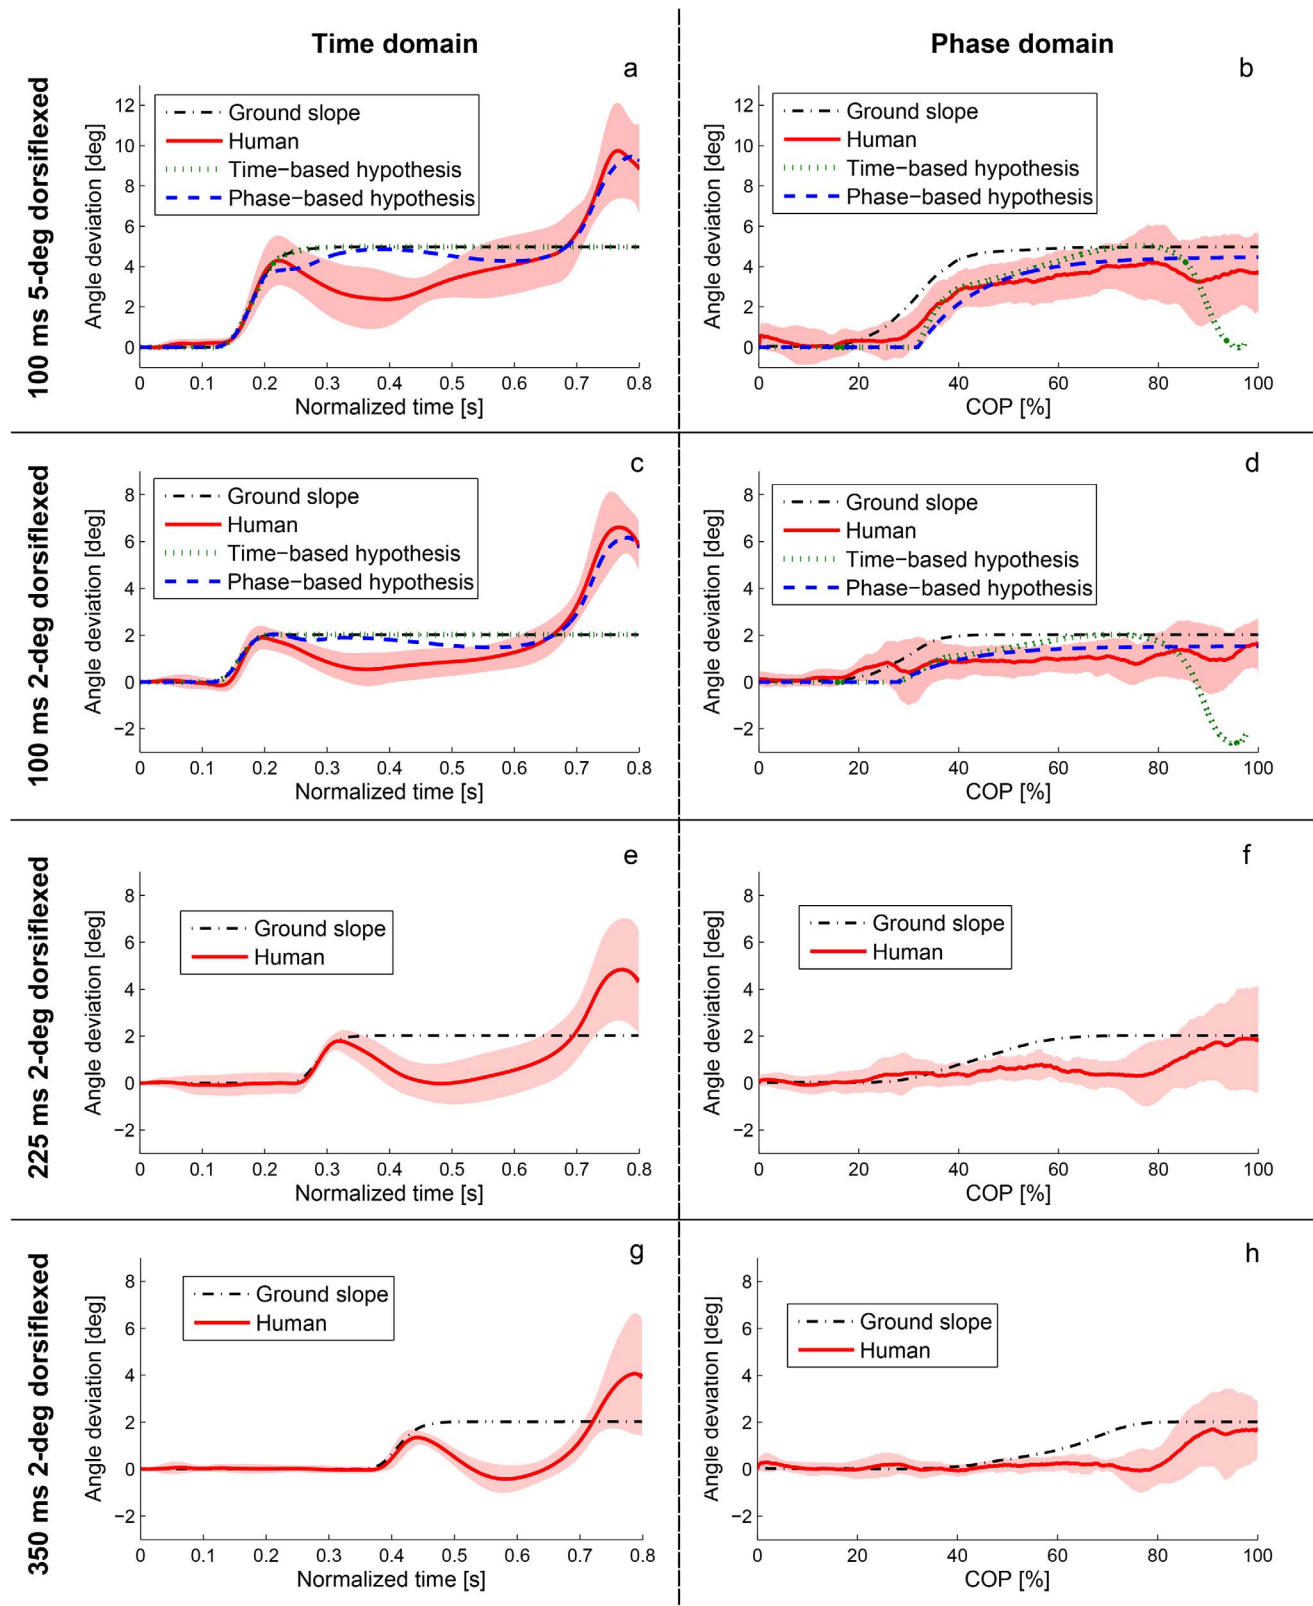 Time domain
Phase domain
100 ms 5-deg dorsiflexed
a
Angle deviation [deg]
12
10
8
6
4
2
0
Ground slope
Human
Time-based hypothesis
Phase-based hypothesis
0 0.1 0.2 0.3 0.4 0.5 0.6 0.7 0.8
Normalized time [s]
b
Angle deviation [deg]
12
10
8
6
4
2
0
Ground slope
Human
Time-based hypothesis
Phase-based hypothesis
0 20 40 60 80 100
COP [%]
100 ms 2-deg dorsiflexed
c
Angle deviation [deg]
8
6
4
2
0
-2
Ground slope
Human
Time-based hypothesis
Phase-based hypothesis
0 0.1 0.2 0.3 0.4 0.5 0.6 0.7 0.8
Normalized time [s]
d
Angle deviation [deg]
8
6
4
2
0
-2
Ground slope
Human
Time-based hypothesis
Phase-based hypothesis
0 20 40 60 80 100
COP [%]
225 ms 2-deg dorsiflexed
e
Angle deviation [deg]
8
6
4
2
0
-2
Ground slope
Human
0 0.1 0.2 0.3 0.4 0.5 0.6 0.7 0.8
Normalized time [s]
f
Angle deviation [deg]
8
6
4
2
0
-2
Ground slope
Human
0 20 40 60 80 100
COP [%]
350 ms 2-deg dorsiflexed
g
Angle deviation [deg]
8
6
4
2
0
-2
Ground slope
Human
0 0.1 0.2 0.3 0.4 0.5 0.6 0.7 0.8
Normalized time [s]
h
Angle deviation [deg]
8
6
4
2
0
-2
Ground slope
Human
0 20 40 60 80 100
COP [%]